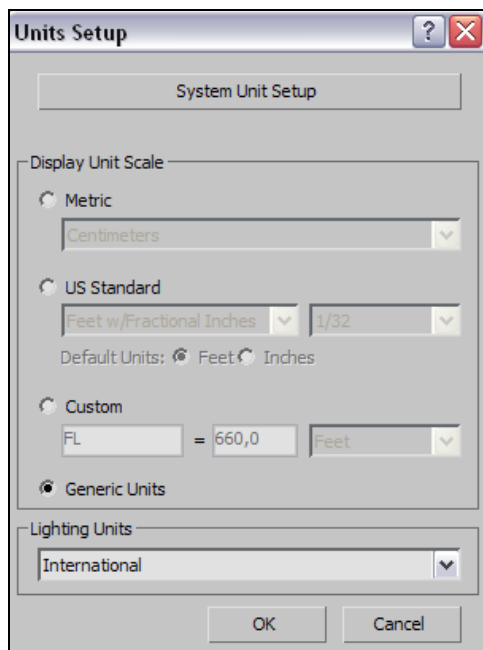 Units Setup
System Unit Setup
Display Unit Scale
Metric
Centimeters
US Standard
Feet w/Fractional Inches 1/32
Default Units: Feet Inches
Custom
FL = 660,0 Feet
Generic Units
Lighting Units
International
OK Cancel